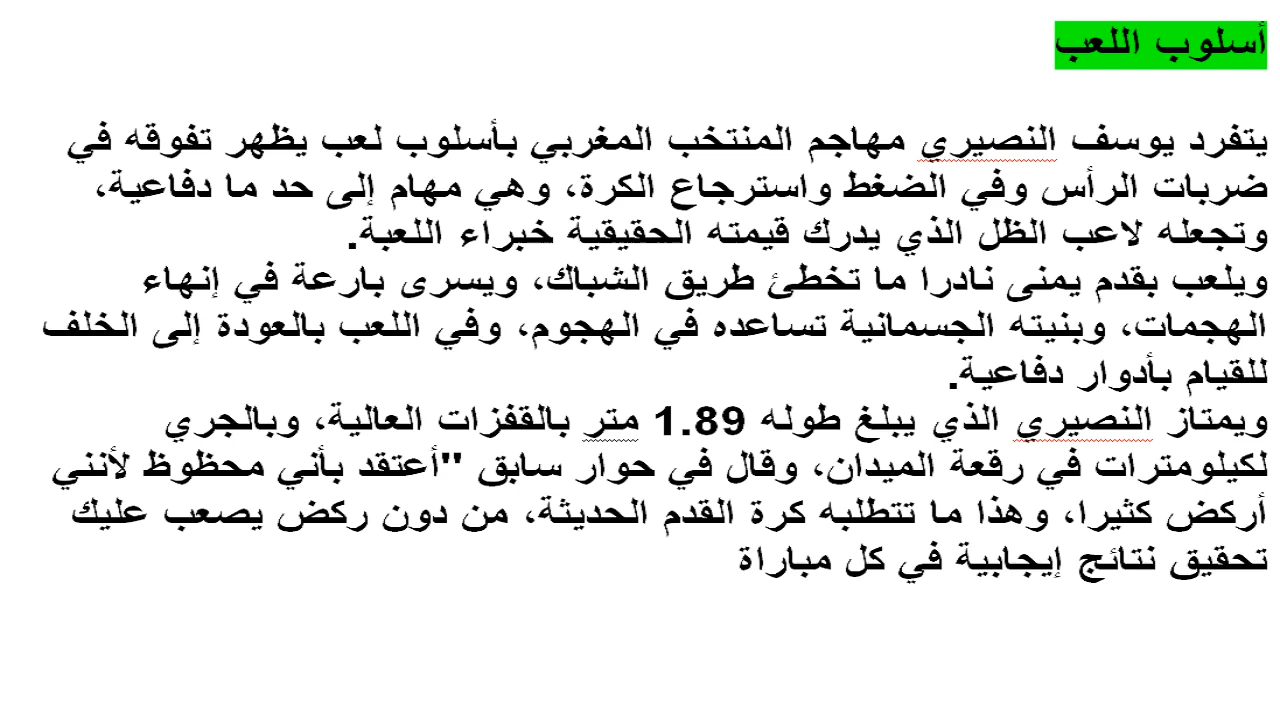 أسلوب اللعب
يتفرد يوسف النصيري مهاجم المنتخب المغربي بأسلوب لعب يظهر تفوقه في
ضربات الرأس وفي الضغط واسترجاع الكرة، وهي مهام إلى حد ما دفاعية،
وتجعله لاعب الظل الذي يدرك قيمته الحقيقية خبراء اللعبة.
ويلعب بقدم يمنى نادرا ما تخطئ طريق الشباك، ويسرى بارعة في إنهاء
الهجمات، وبنيته الجسمانية تساعده في الهجوم، وفي اللعب بالعودة إلى الخلف
للقيام بأدوار دفاعية.
ويمتاز النصيري الذي يبلغ طوله 1.89 متر بالقفزات العالية، وبالجري
لكيلومترات في رقعة الميدان، وقال في حوار سابق "أعتقد بأني محظوظ لأنني
أركض كثيرا، وهذا ما تتطلبه كرة القدم الحديثة، من دون ركض يصعب عليك
تحقيق نتائج إيجابية في كل مباراة